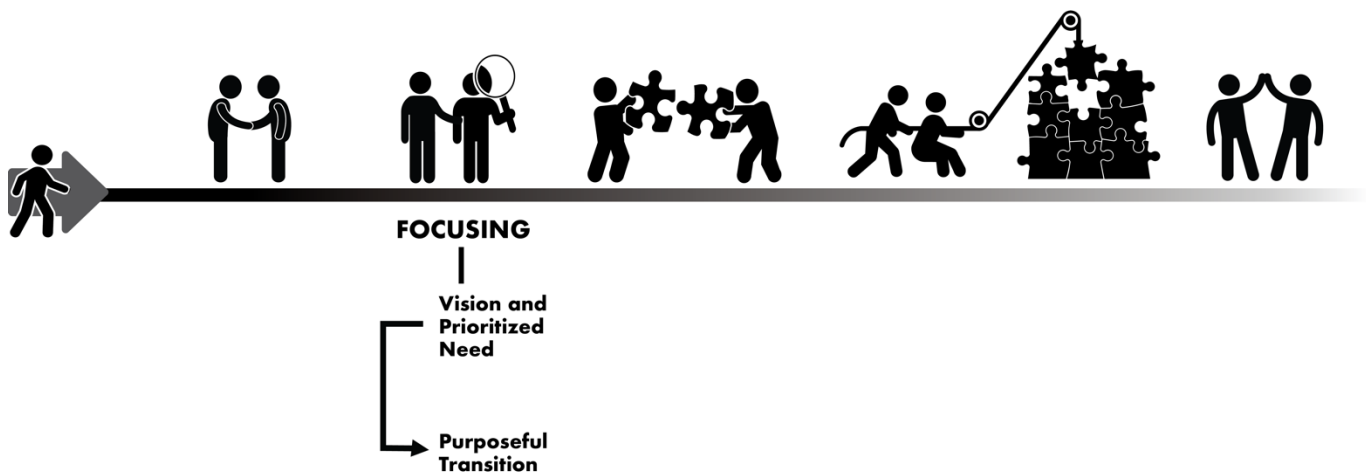 FOCUSING
Vision and
Prioritized
Need
Purposeful
Transition